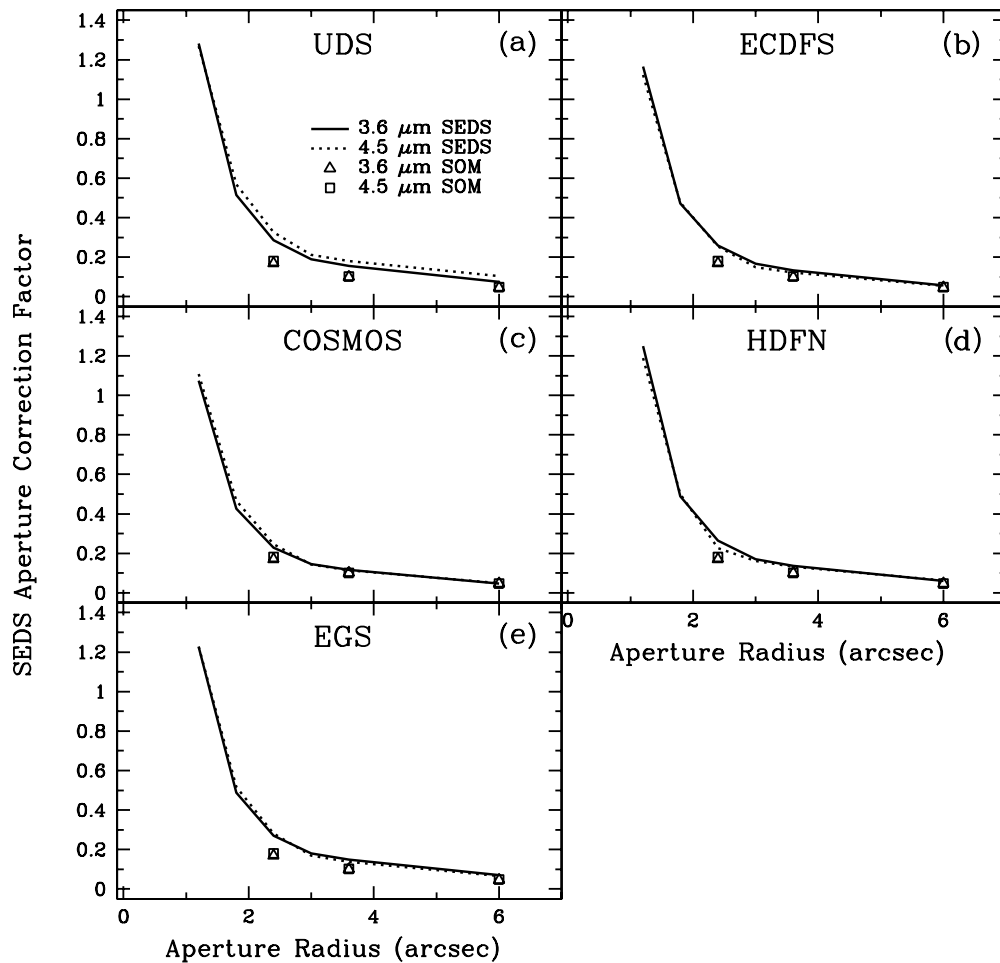 SEDS Aperture Correction Factor
UDS (a)
3.6 μm SEDS
4.5 μm SEDS
3.6 μm SOM
4.5 μm SOM
1.4
1.2
1
0.8
0.6
0.4
0.2
0
ECDFS (b)
COSMOS (c)
1.4
1.2
1
0.8
0.6
0.4
0.2
0
HDFN (d)
0 2 4 6
Aperture Radius (arcsec)
EGS (e)
1.4
1.2
1
0.8
0.6
0.4
0.2
0
0 2 4 6
Aperture Radius (arcsec)